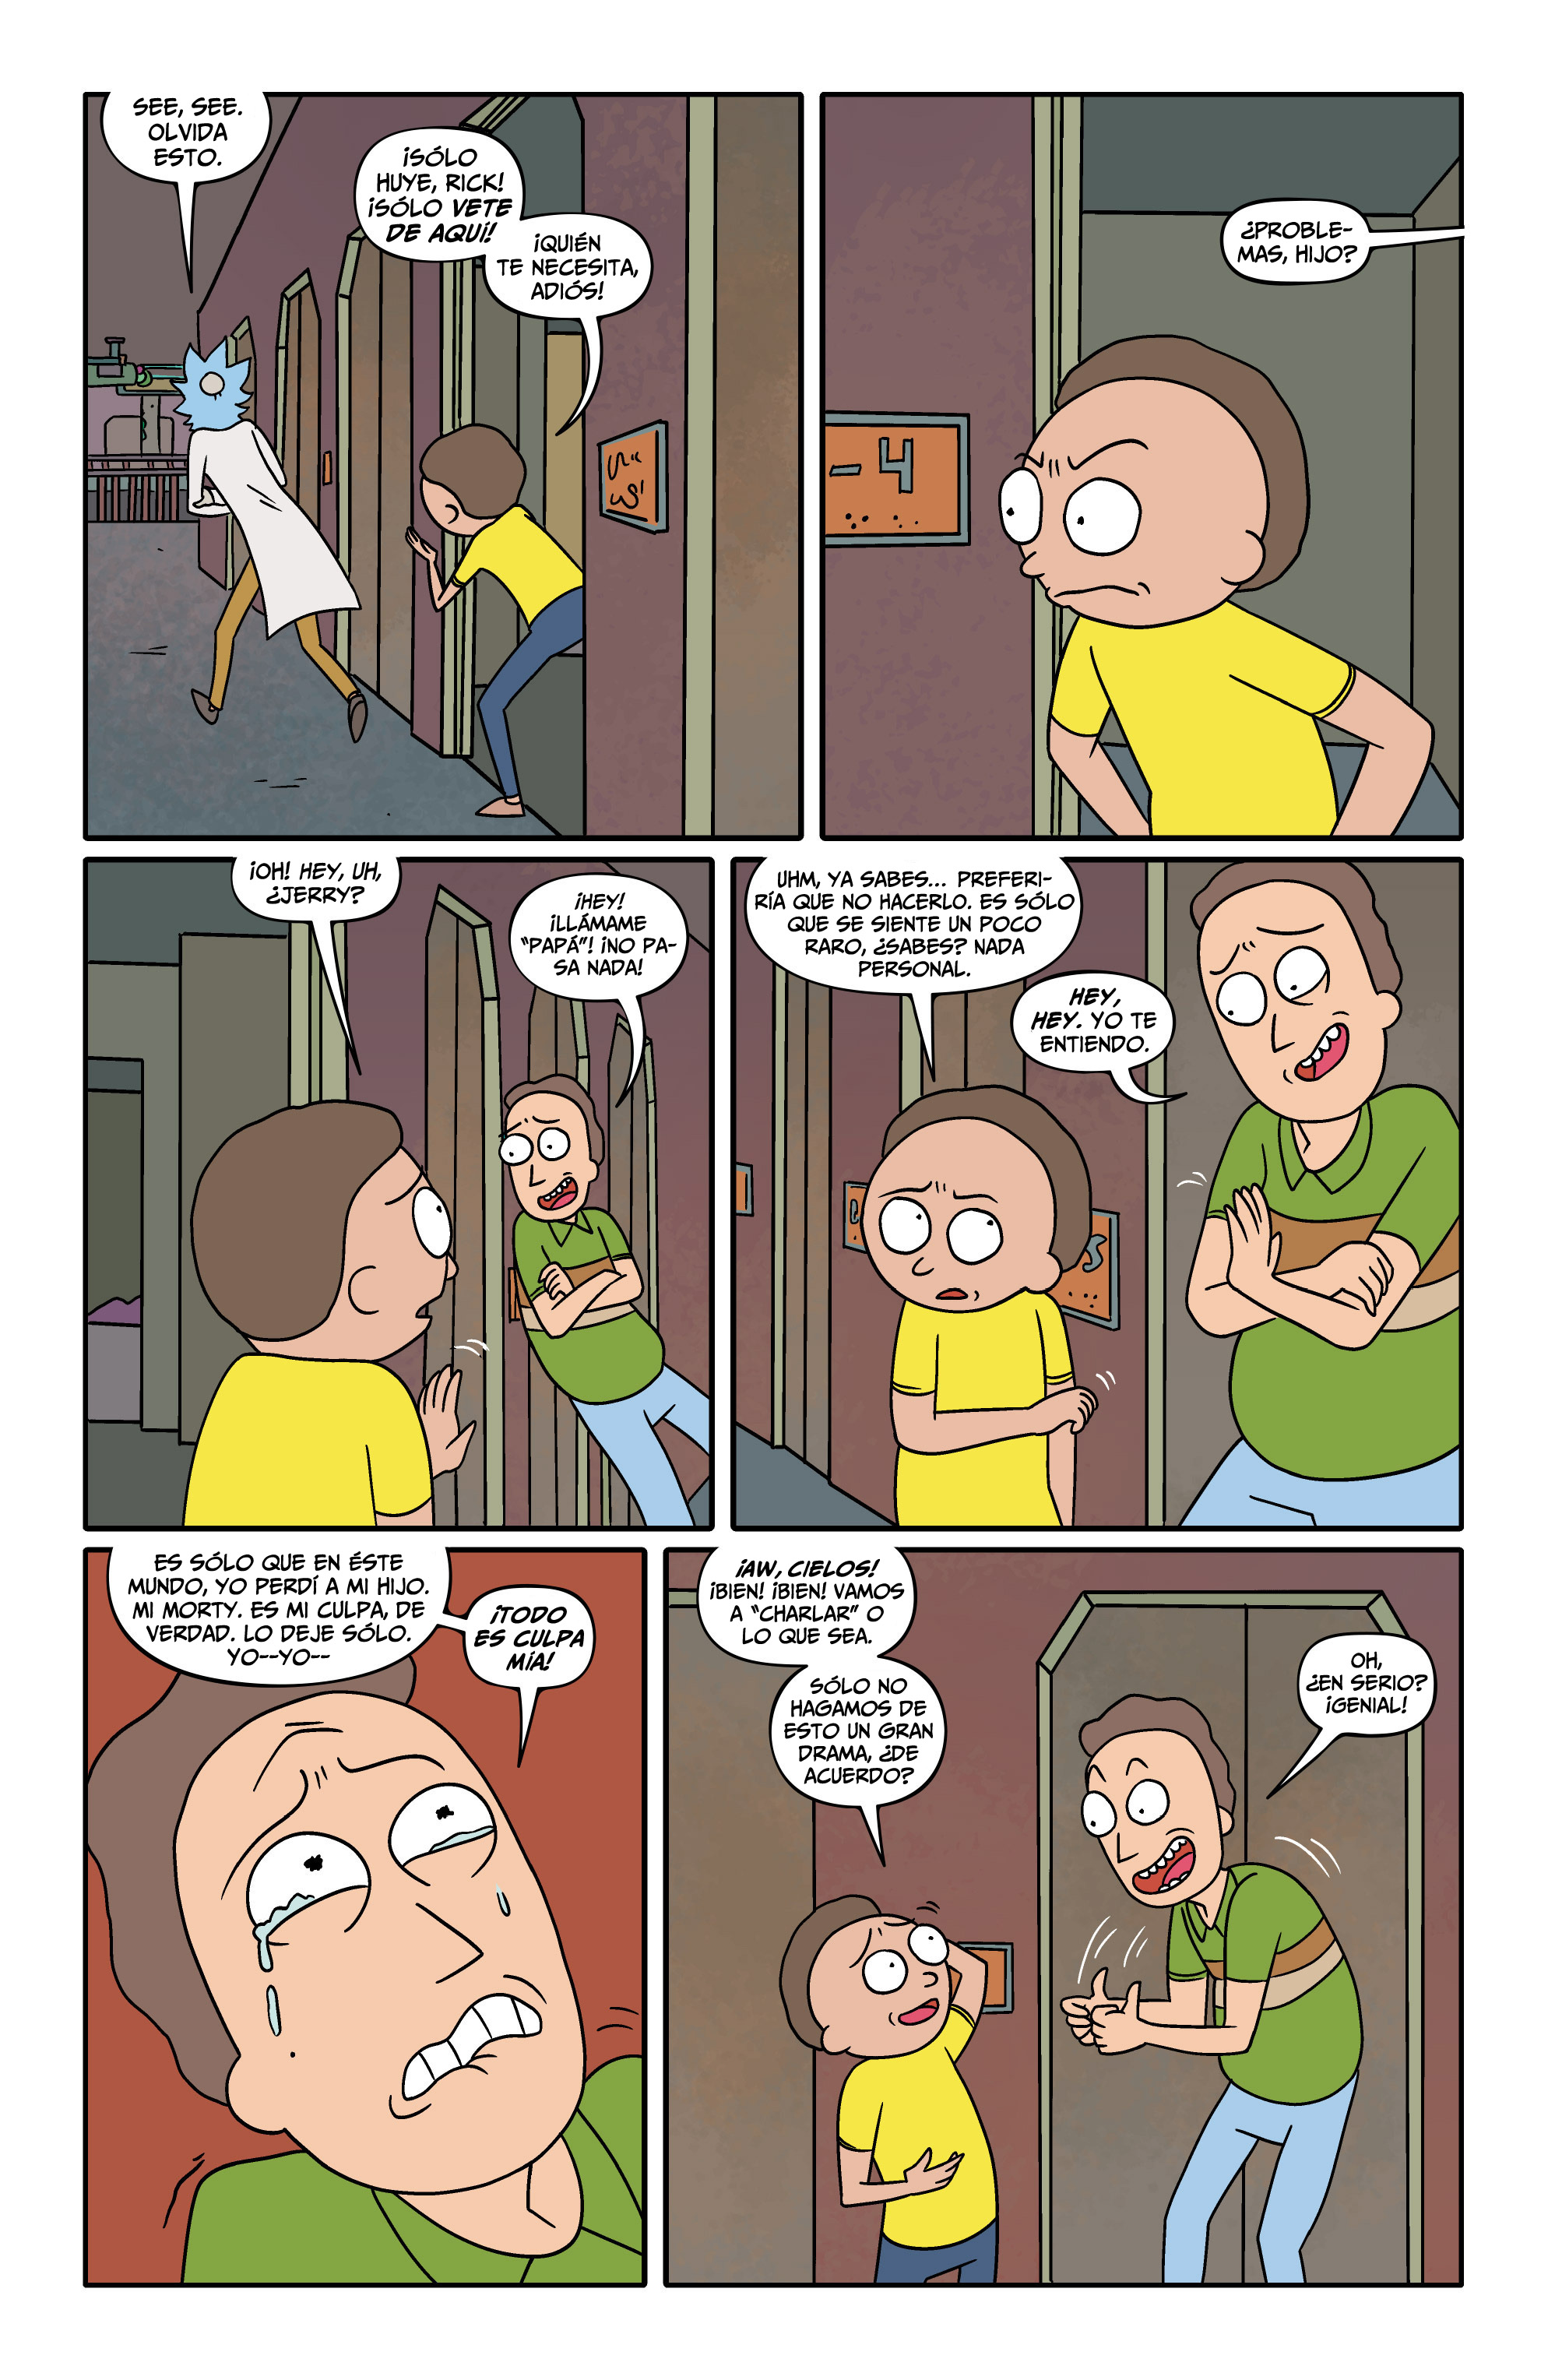 SEE, SEE.
OLVIDA
ESTO.
¡SÓLO
HUYE, RICK!
¡SÓLO VETE
DE AQUÍ!
¡QUIÉN
TE NECESITA,
ADIÓS!
- 4
¿PROBLE-
MAS, HIJO?
¡OH! HEY, UH,
¿JERRY?
¡HEY!
¡LLÁMAME
“PAPÁ”! ¡NO PA-
SA NADA!
UHM, YA SABES... PREFERI-
RÍA QUE NO HACERLO. ES SÓLO
QUE SE SIENTE UN POCO
RARO, ¿SABES? NADA
PERSONAL.
HEY,
HEY. YO TE
ENTIENDO.
ES SÓLO QUE EN ÉSTE
MUNDO, YO PERDÍ A MI HIJO.
MI MORTY. ES MI CULPA, DE
VERDAD. LO DEJE SÓLO.
YO--YO--
¡TODO
ES CULPA
MÍA!
¡AW, CIELOS!
¡BIEN! ¡BIEN! VAMOS
A “CHARLAR” O
LO QUE SEA.
SÓLO NO
HAGAMOS DE
ESTO UN GRAN
DRAMA, ¿DE
ACUERDO?
OH,
¿EN SERIO?
¡GENIAL!